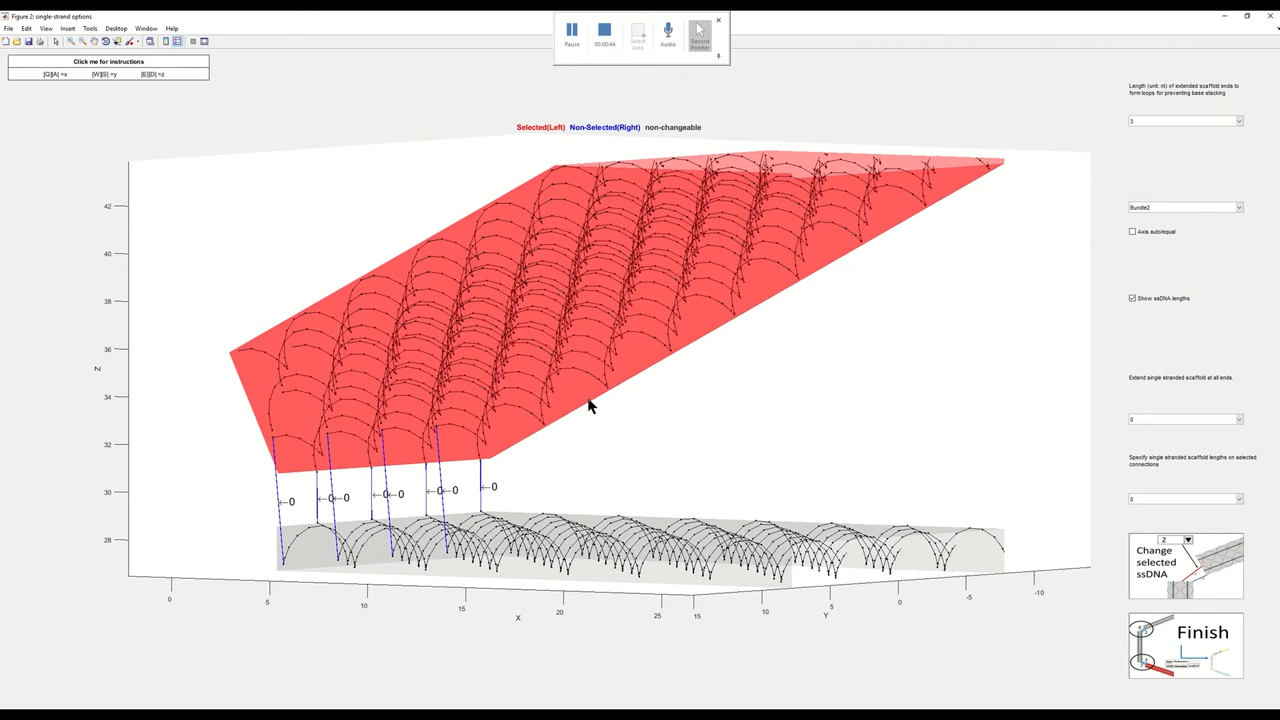 Figure 2: single-strand options
File Edit View Insert Tools Desktop Window Help
Pause
00:00:44
Select Area
Audio
Record Pointer
Click me for instructions
[Q][A] =x [W][S] =y [E][D] =z
Selected(Left) Non-Selected(Right) non-changeable
42
40
38
36
34
32
30
28
Z
←0 ←0 ←0 ←0 ←0 ←0 ←0 ←0
0 5 10 15 20 25
X
15 10 5 0 -5 -10
Y
Length (unit: nt) of extended scaffold ends to
form loops for preventing base stacking
3
Bundle2
Axis auto/equal
Show ssDNA lengths
Extend single stranded scaffold at all ends.
0
Specify single stranded scaffold lengths on selected
connections
0
2
Change
selected
ssDNA
Finish